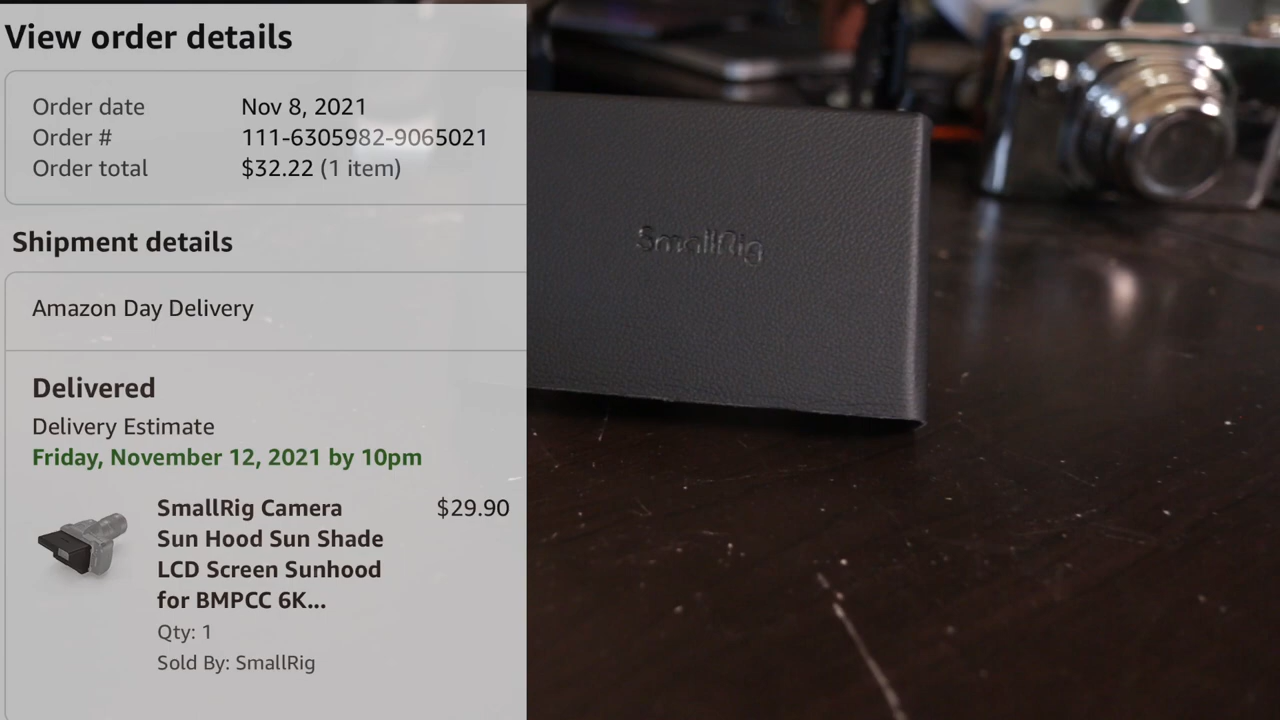 View order details
Order date Nov 8, 2021
Order # 111-6305982-9065021
Order total $32.22 (1 item)
Shipment details
Amazon Day Delivery
Delivered
Delivery Estimate
Friday, November 12, 2021 by 10pm
SmallRig Camera $29.90
Sun Hood Sun Shade
LCD Screen Sunhood
for BMPCC 6K...
Qty: 1
Sold By: SmallRig
SmallRig